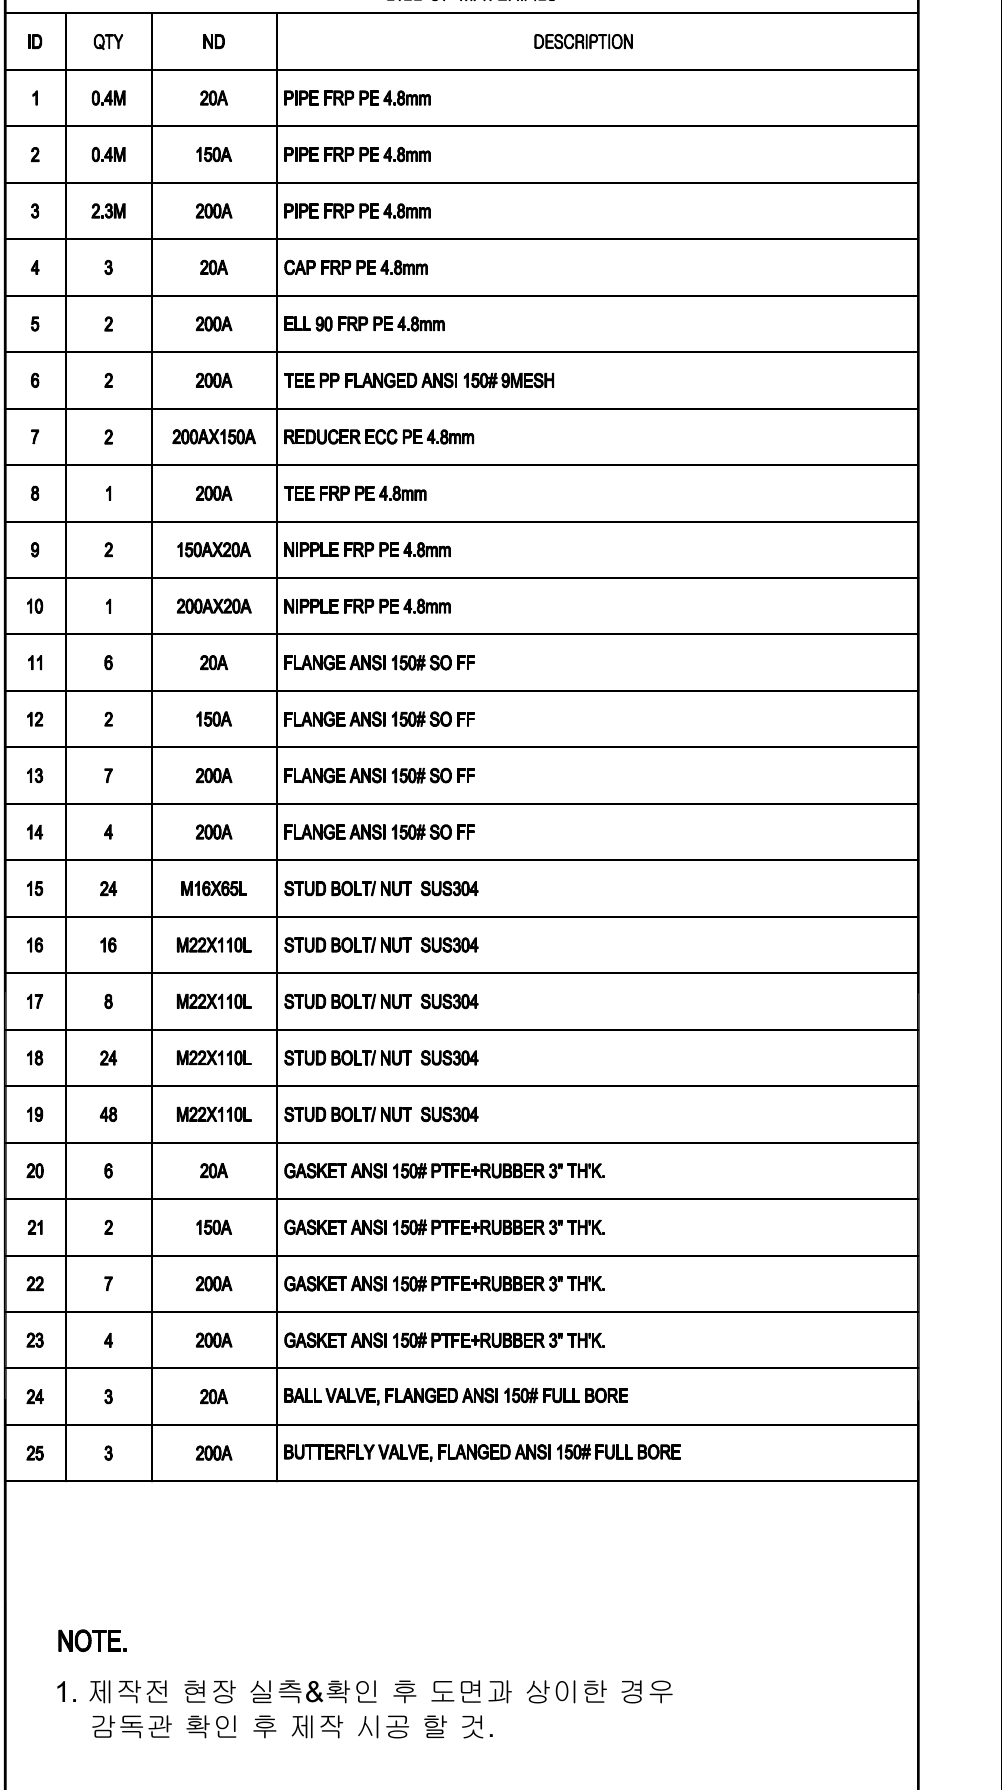 BILL OF MATERIALS
ID QTY ND DESCRIPTION
1 0.4M 20A PIPE FRP PE 4.8mm
2 0.4M 150A PIPE FRP PE 4.8mm
3 2.3M 200A PIPE FRP PE 4.8mm
4 3 20A CAP FRP PE 4.8mm
5 2 200A ELL 90 FRP PE 4.8mm
6 2 200A TEE PP FLANGED ANSI 150# 9MESH
7 2 200AX150A REDUCER ECC PE 4.8mm
8 1 200A TEE FRP PE 4.8mm
9 2 150AX20A NIPPLE FRP PE 4.8mm
10 1 200AX20A NIPPLE FRP PE 4.8mm
11 6 20A FLANGE ANSI 150# SO FF
12 2 150A FLANGE ANSI 150# SO FF
13 7 200A FLANGE ANSI 150# SO FF
14 4 200A FLANGE ANSI 150# SO FF
15 24 M16X65L STUD BOLT/ NUT SUS304
16 16 M22X110L STUD BOLT/ NUT SUS304
17 8 M22X110L STUD BOLT/ NUT SUS304
18 24 M22X110L STUD BOLT/ NUT SUS304
19 48 M22X110L STUD BOLT/ NUT SUS304
20 6 20A GASKET ANSI 150# PTFE+RUBBER 3" TH'K.
21 2 150A GASKET ANSI 150# PTFE+RUBBER 3" TH'K.
22 7 200A GASKET ANSI 150# PTFE+RUBBER 3" TH'K.
23 4 200A GASKET ANSI 150# PTFE+RUBBER 3" TH'K.
24 3 20A BALL VALVE, FLANGED ANSI 150# FULL BORE
25 3 200A BUTTERFLY VALVE, FLANGED ANSI 150# FULL BORE
NOTE.
1. 제작전 현장 실측&확인 후 도면과 상이한 경우
감독관 확인 후 제작 시공 할 것.